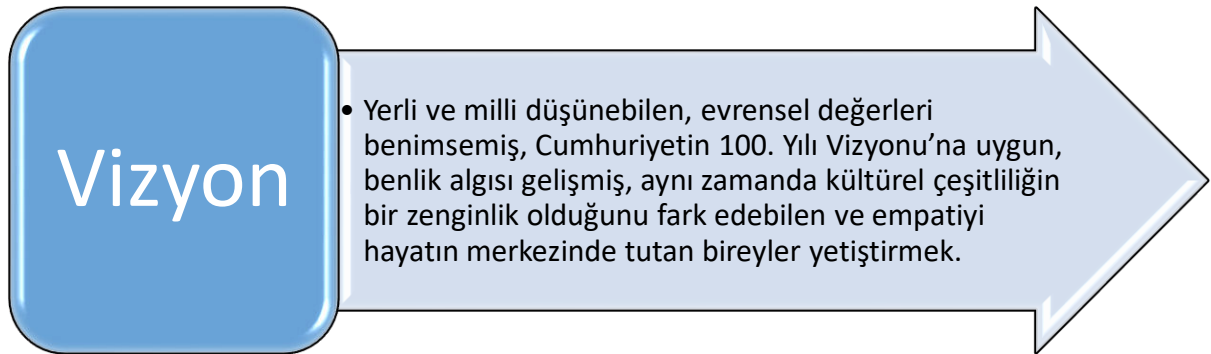 Vizyon
• Yerli ve milli düşünebilen, evrensel değerleri
benimsemiş, Cumhuriyetin 100. Yılı Vizyonu’na uygun,
benlik algısı gelişmiş, aynı zamanda kültürel çeşitliliğin
bir zenginlik olduğunu fark edebilen ve empatiyi
hayatın merkezinde tutan bireyler yetiştirmek.